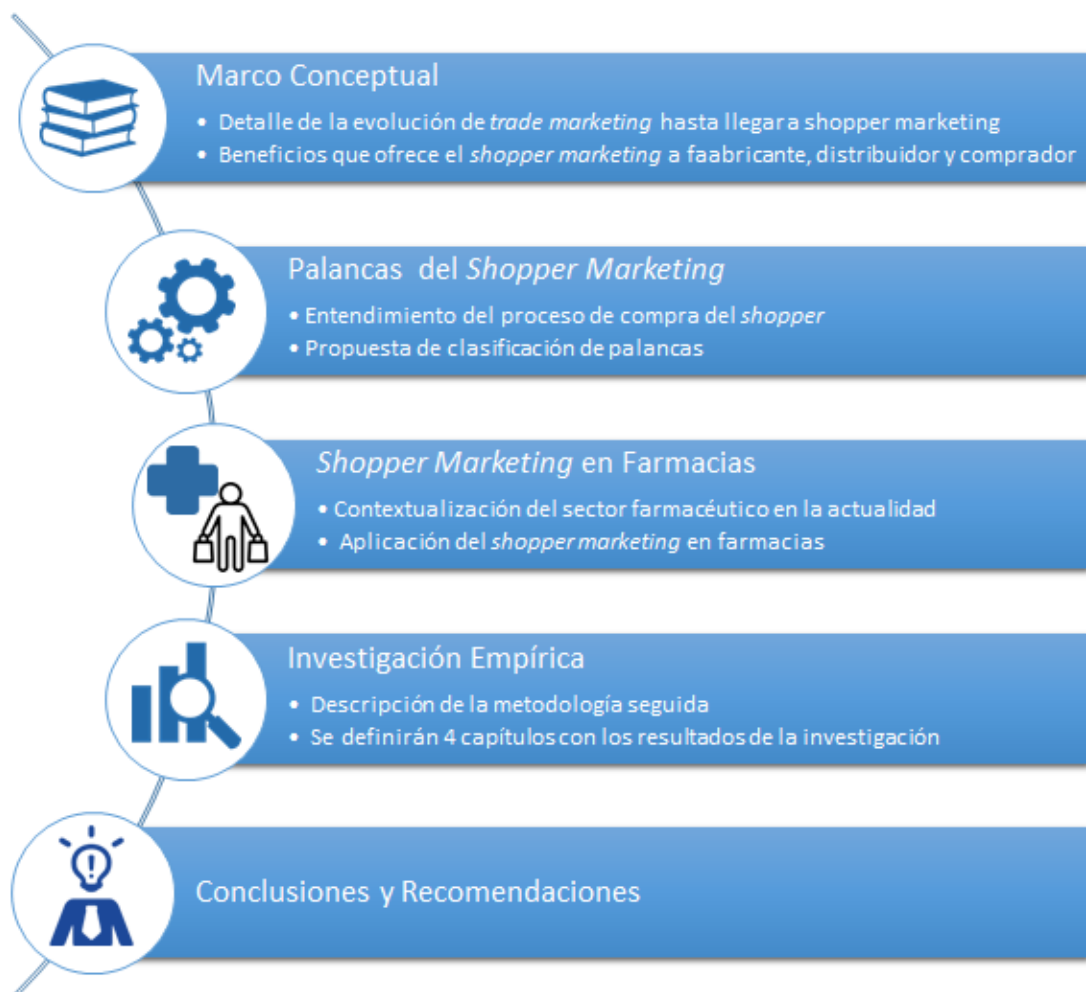 Marco Conceptual
• Detalle de la evolución de trade marketing hasta llegar a shopper marketing
• Beneficios que ofrece el shopper marketing a faabricante, distribuidor y comprador
Palancas del Shopper Marketing
• Entendimiento del proceso de compra del shopper
• Propuesta de clasificación de palancas
Shopper Marketing en Farmacias
• Contextualización del sector farmacéutico en la actualidad
• Aplicación del shopper marketing en farmacias
Investigación Empírica
• Descripción de la metodología seguida
• Se definirán 4 capítulos con los resultados de la investigación
Conclusiones y Recomendaciones